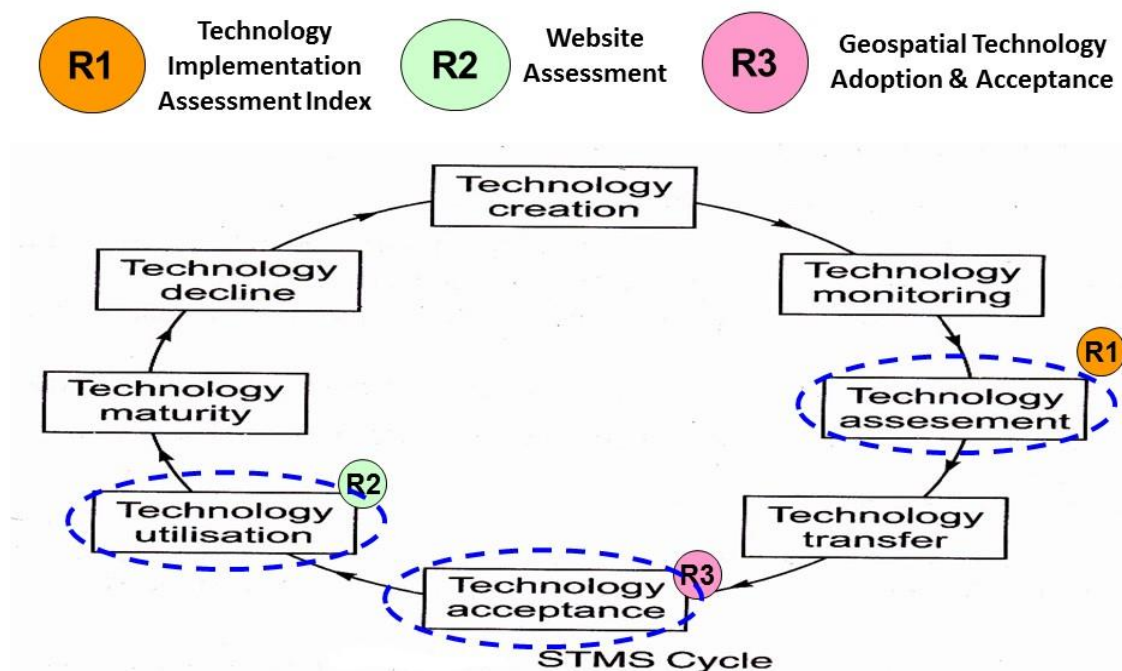 R1
Technology
Implementation
Assessment Index
R2
Website
Assessment
R3
Geospatial Technology
Adoption & Acceptance
Technology
creation
Technology
decline
Technology
monitoring
R1
Technology
maturity
Technology
assesement
R2
Technology
utilisation
Technology
transfer
R3
Technology
acceptance
STMS Cycle